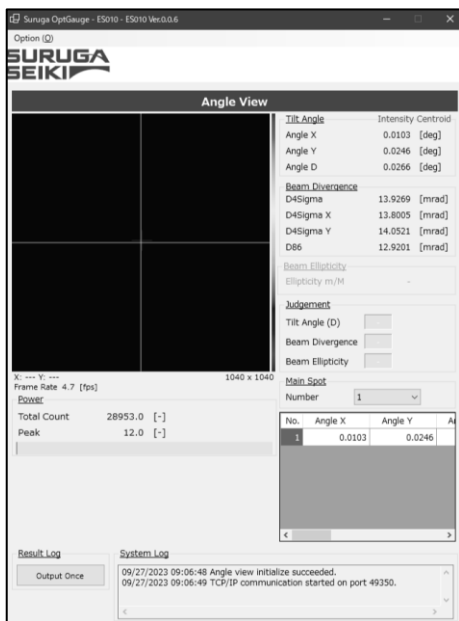 Suruga OptGauge - ES010 - ES010 Ver.0.0.6
Option (O)
SURUGA
SEIKI
Angle View
Tilt Angle Intensity Centroid
Angle X 0.0103 [deg]
Angle Y 0.0246 [deg]
Angle D 0.0266 [deg]
Beam Divergence
D4Sigma 13.9269 [mrad]
D4Sigma X 13.8005 [mrad]
D4Sigma Y 14.0521 [mrad]
D86 12.9201 [mrad]
Beam Ellipticity
Ellipticity m/M -
Judgement
Tilt Angle (D)
Beam Divergence
Beam Ellipticity
X: --- Y: --- 1040 x 1040
Frame Rate 4.7 [fps]
Power
Total Count 28953.0 [-]
Peak 12.0 [-]
Main Spot
Number 1
No. Angle X Angle Y
1 0.0103 0.0246
Result Log
Output Once
System Log
09/27/2023 09:06:48 Angle view initialize succeeded.
09/27/2023 09:06:49 TCP/IP communication started on port 49350.